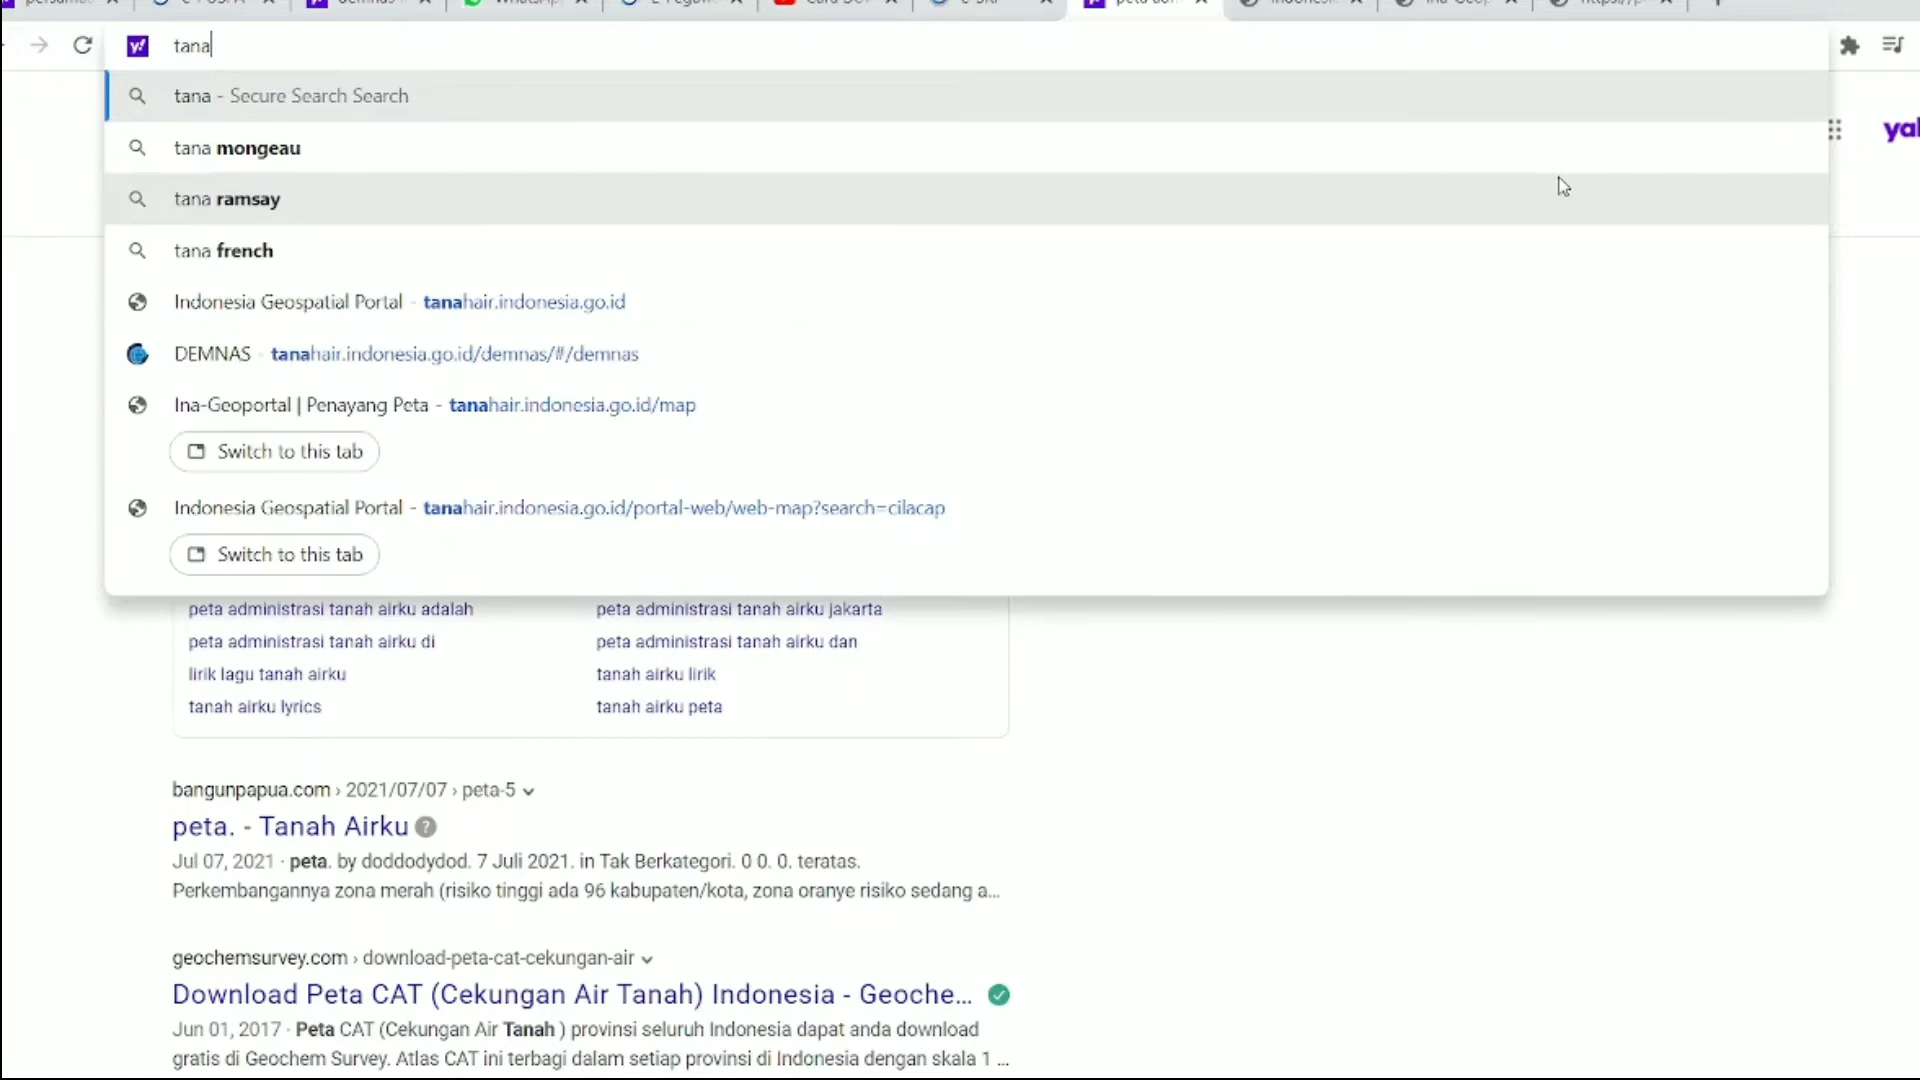 tana
tana - Secure Search Search
tana mongeau
tana ramsay
tana french
Indonesia Geospatial Portal - tanahair.indonesia.go.id
DEMNAS - tanahair.indonesia.go.id/demnas/#/demnas
Ina-Geoportal | Penayang Peta - tanahair.indonesia.go.id/map
Switch to this tab
Indonesia Geospatial Portal - tanahair.indonesia.go.id/portal-web/web-map?search=cilacap
Switch to this tab
peta administrasi tanah airku adalah
peta administrasi tanah airku jakarta
peta administrasi tanah airku di
peta administrasi tanah airku dan
lirik lagu tanah airku
tanah airku lirik
tanah airku lyrics
tanah airku peta
bangunpapua.com › 2021/07/07 › peta-5
peta. - Tanah Airku
Jul 07, 2021 · peta. by doddodydod. 7 Juli 2021. in Tak Berkategori. 0 0. 0. teratas.
Perkembangannya zona merah (risiko tinggi ada 96 kabupaten/kota, zona oranye risiko sedang a...
geochemsurvey.com › download-peta-cat-cekungan-air
Download Peta CAT (Cekungan Air Tanah) Indonesia - Geoche...
Jun 01, 2017 · Peta CAT (Cekungan Air Tanah ) provinsi seluruh Indonesia dapat anda download
gratis di Geochem Survey. Atlas CAT ini terbagi dalam setiap provinsi di Indonesia dengan skala 1 ...